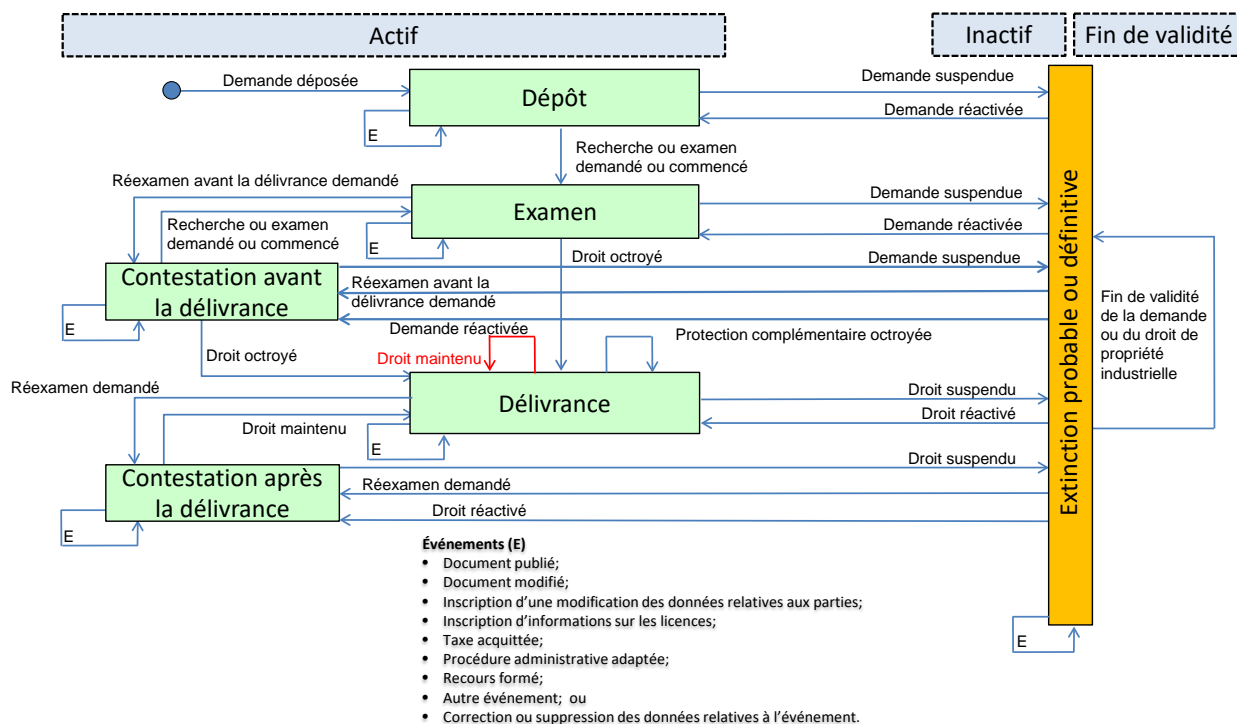 Actif
Inactif
Fin de validité
Demande déposée
Dépôt
Demande suspendue
Demande réactivée
E
Recherche ou examen
demandé ou commencé
Réexamen avant la délivrance demandé
Examen
Demande suspendue
Demande réactivée
Recherche ou examen
demandé ou commencé
E
Droit octroyé
Demande suspendue
Contestation avant
la délivrance
Réexamen avant la
délivrance demandé
E
Demande réactivée
Protection complémentaire octroyée
Droit octroyé
Droit maintenu
Fin de validité
de la demande
ou du droit de
propriété
industrielle
Extinction probable ou définitive
Réexamen demandé
Délivrance
Droit suspendu
Droit réactivé
Droit maintenu
E
Droit suspendu
Contestation après
la délivrance
Réexamen demandé
Droit réactivé
E
Événements (E)
• Document publié;
• Document modifié;
• Inscription d’une modification des données relatives aux parties;
• Inscription d’informations sur les licences;
• Taxe acquittée;
• Procédure administrative adaptée;
• Recours formé;
• Autre événement; ou
• Correction ou suppression des données relatives à l’événement.
E